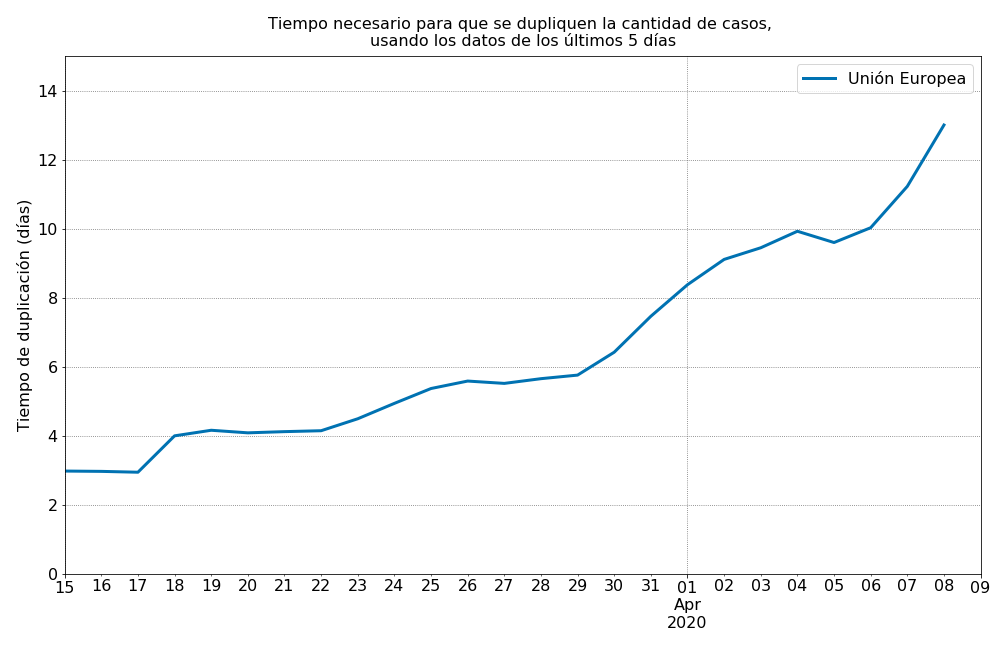 Tiempo necesario para que se dupliquen la cantidad de casos,
usando los datos de los últimos 5 días
Unión Europea
Tiempo de duplicación (días)
14
12
10
8
6
4
2
0
15 16 17 18 19 20 21 22 23 24 25 26 27 28 29 30 31 01 02 03 04 05 06 07 08 09
Apr
2020